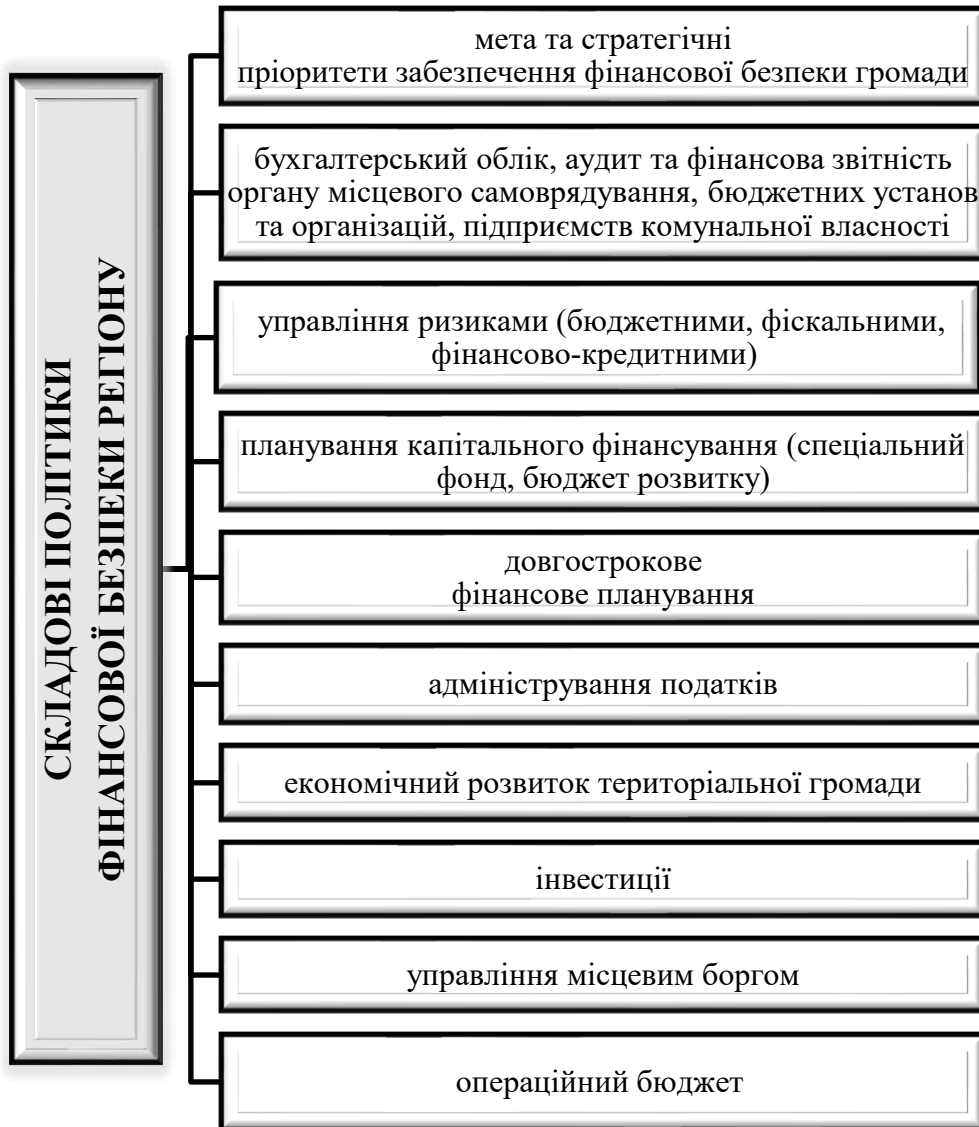 СКЛАДОВІ ПОЛІТИКИ
ФІНАНСОВОЇ БЕЗПЕКИ РЕГІОНУ
мета та стратегічні
пріоритети забезпечення фінансової безпеки громади
бухгалтерський облік, аудит та фінансова звітність
органу місцевого самоврядування, бюджетних установ
та організацій, підприємств комунальної власності
управління ризиками (бюджетними, фіскальними,
фінансово-кредитними)
планування капітального фінансування (спеціальний
фонд, бюджет розвитку)
довгострокове
фінансове планування
адміністрування податків
економічний розвиток територіальної громади
інвестиції
управління місцевим боргом
операційний бюджет